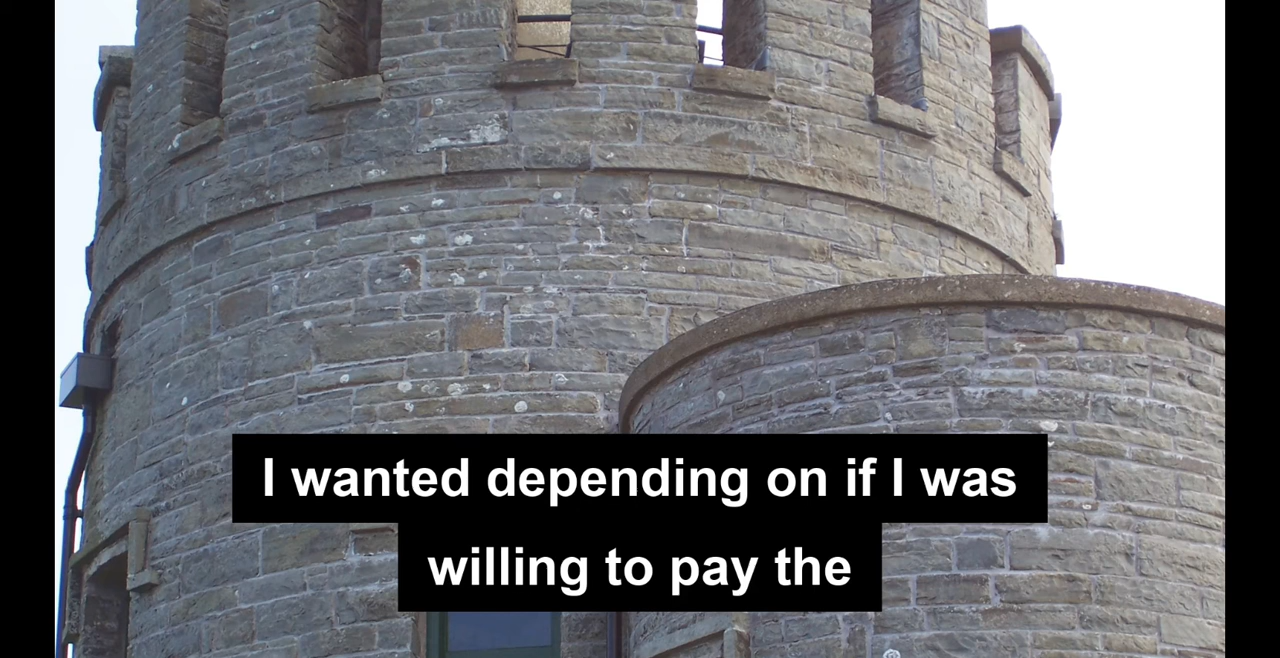 I wanted depending on if I was
willing to pay the